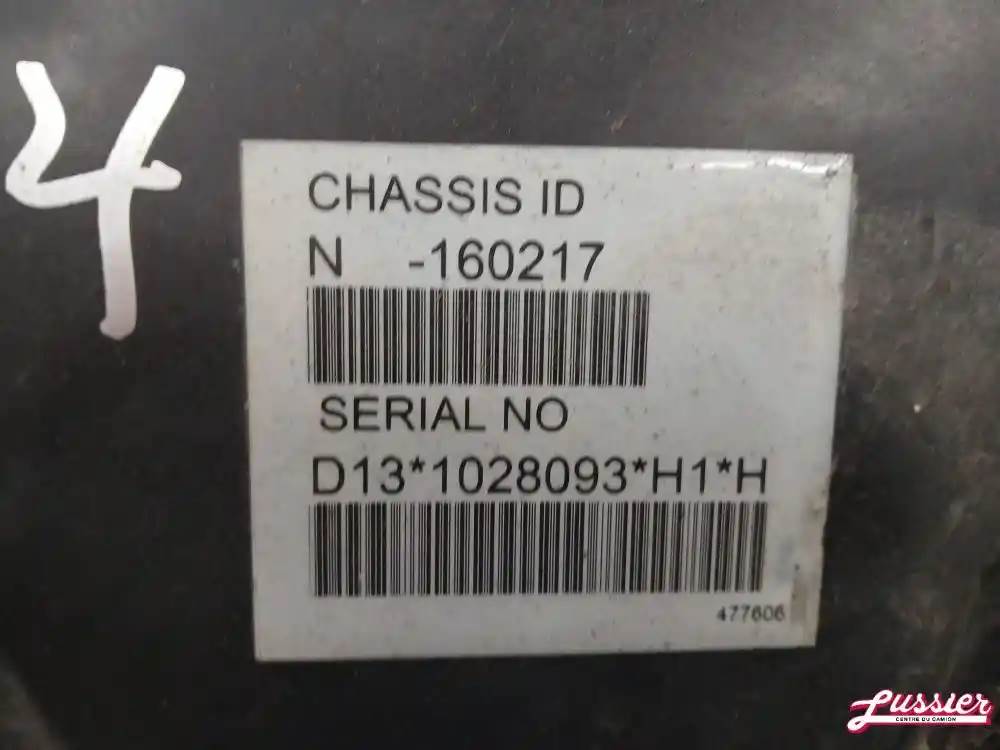 4
CHASSIS ID
N -160217
SERIAL NO
D13*1028093*H1*H
477606
Lussier
CENTRE DU CAMION